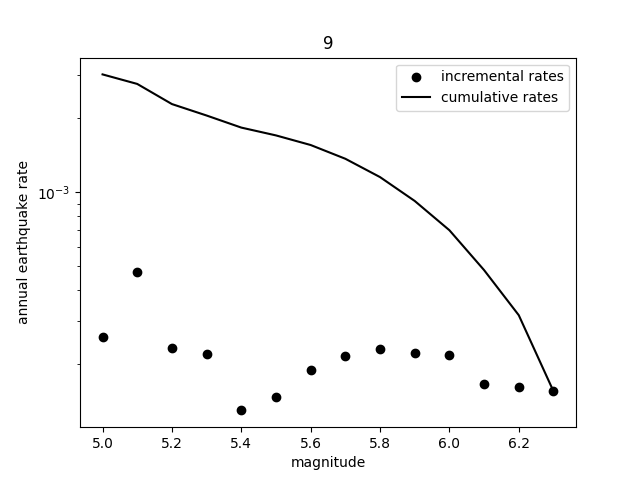 9
incremental rates
cumulative rates
annual earthquake rate
10⁻³
5.0 5.2 5.4 5.6 5.8 6.0 6.2
magnitude